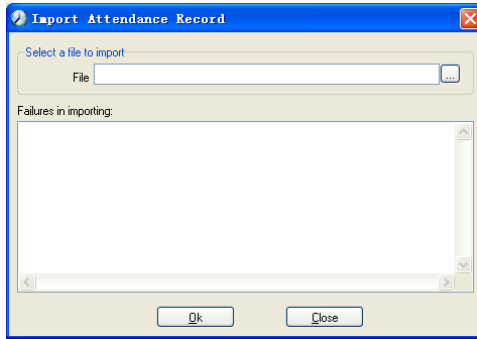 Import Attendance Record
Select a file to import
File
...
Failures in importing:
Ok
Close